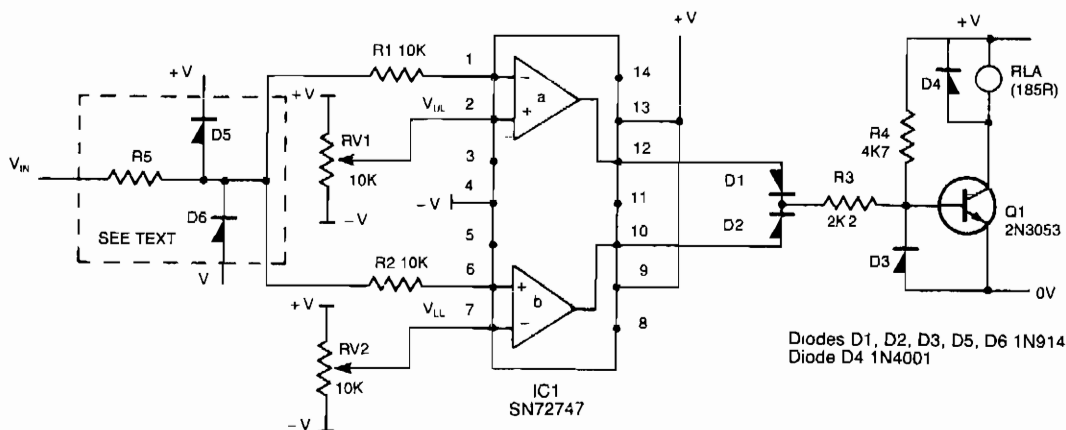 +V
V_IN
R5
D5
D6
SEE TEXT
V
R1 10K
+V
V_UL
RV1
10K
-V
R2 10K
+V
V_LL
RV2
10K
-V
-V
1
2
3
4
5
6
7
-
+
a
+
-
b
14
13
12
11
10
9
8
IC1
SN72747
+V
D1
D2
R3
2K2
+V
D4
RLA
(185R)
R4
4K7
Q1
2N3053
D3
0V
Diodes D1, D2, D3, D5, D6 1N914
Diode D4 1N4001